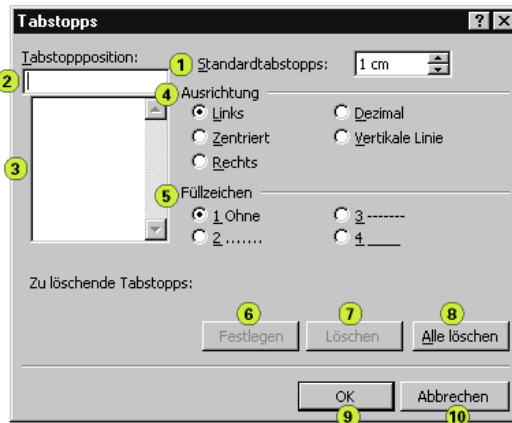 Tabstopps
Tabstoppposition:
1 Standardtabstopps: 1 cm
2
4 Ausrichtung
Links Dezimal
Zentriert Vertikale Linie
3
Rechts
5 Füllzeichen
1 Ohne 3 -------
2 ....... 4 ____
Zu löschende Tabstopps:
6 7 8
Festlegen Löschen Alle löschen
OK Abbrechen
9 10